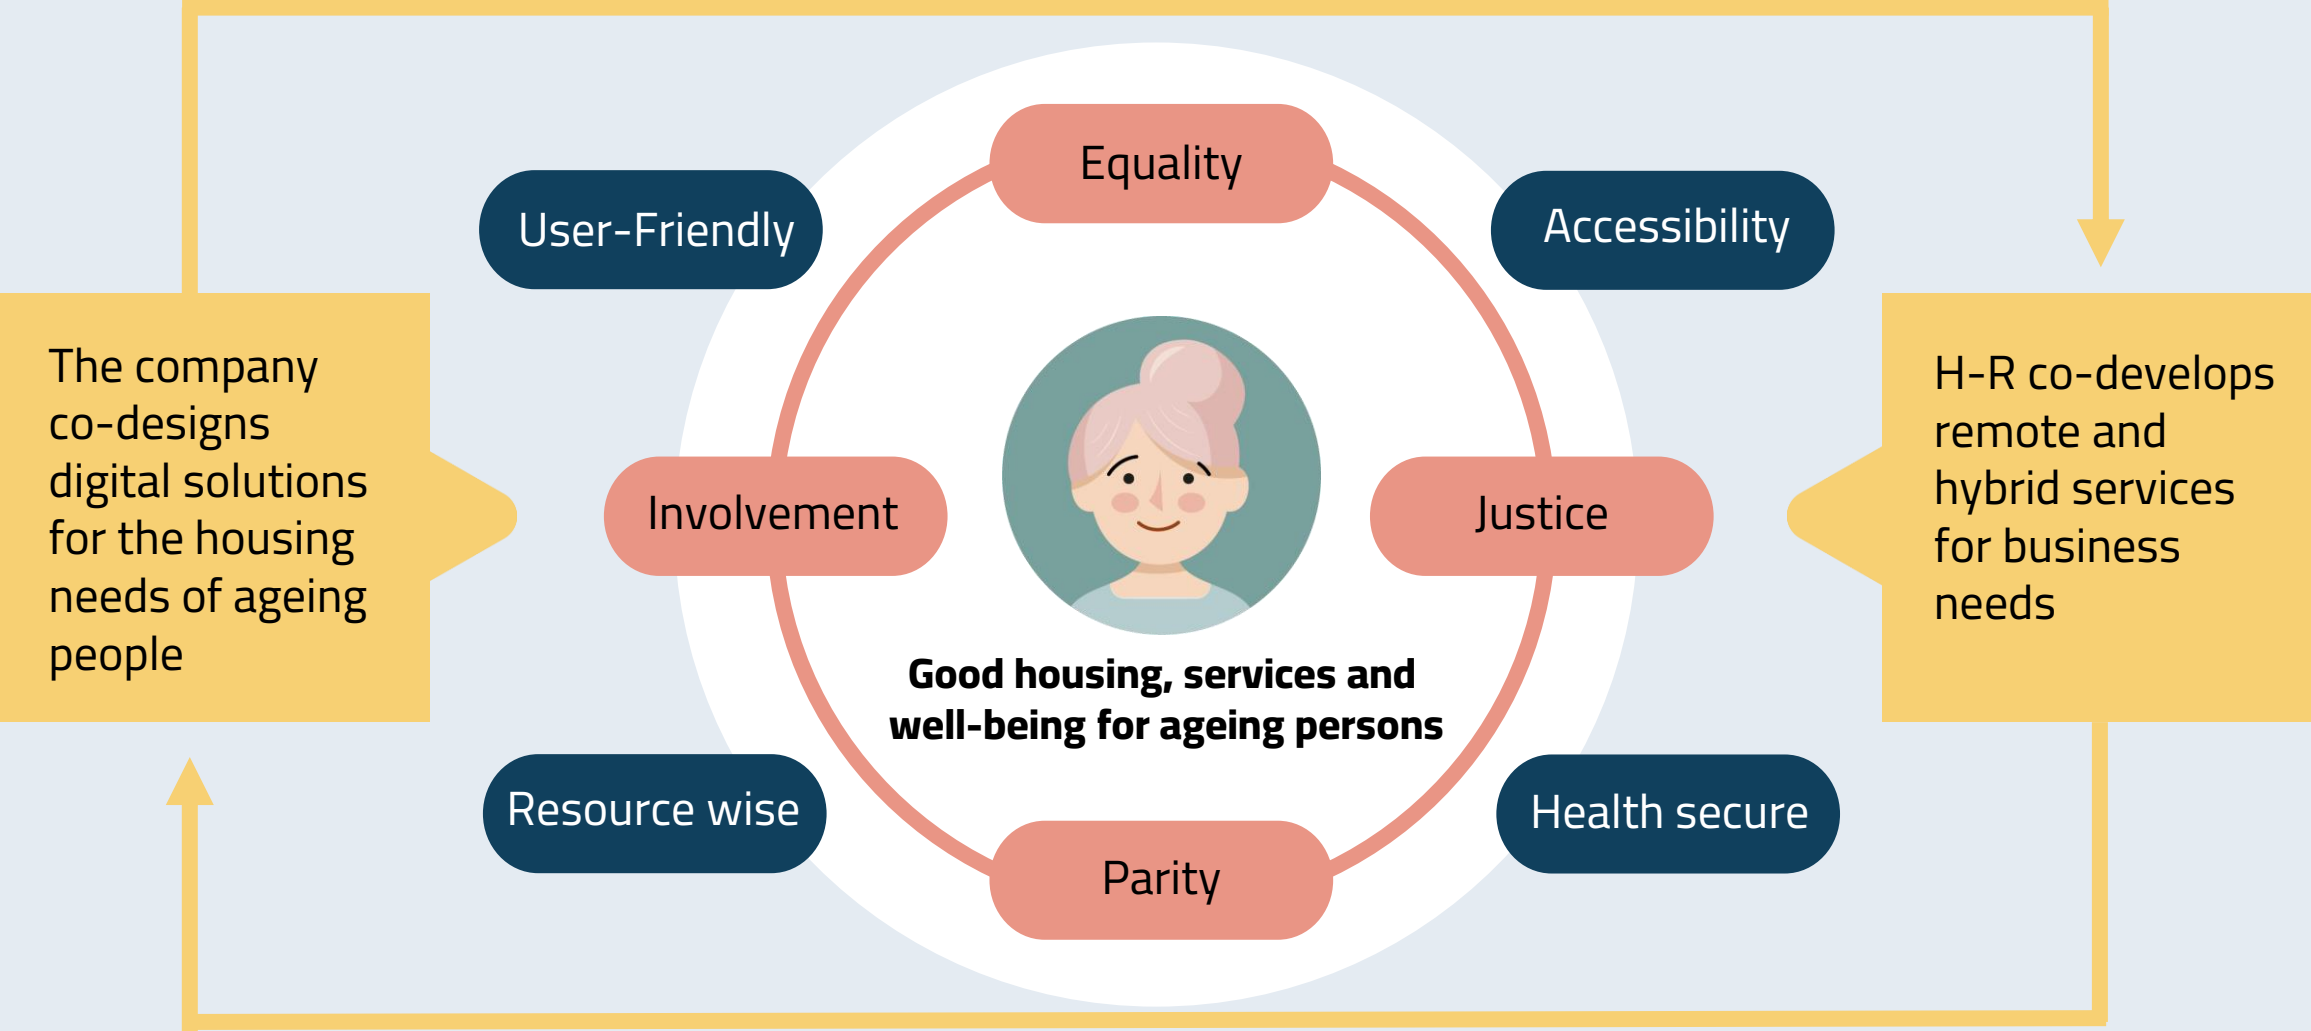 Equality
User-Friendly
Accessibility
The company
co-designs
digital solutions
for the housing
needs of ageing
people
Involvement
Justice
H-R co-develops
remote and
hybrid services
for business
needs
Good housing, services and
well-being for ageing persons
Resource wise
Health secure
Parity